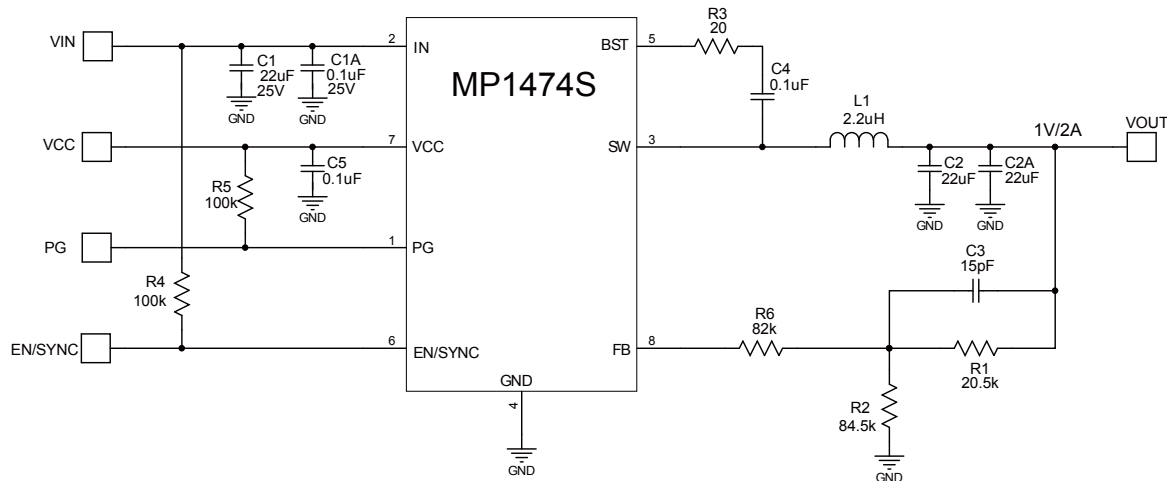 VIN
2
IN
C1
22uF
25V
GND
C1A
0.1uF
25V
GND
MP1474S
BST
5
R3
20
C4
0.1uF
VCC
7
VCC
C5
0.1uF
GND
R5
100k
SW
3
L1
2.2uH
1V/2A
VOUT
C2
22uF
GND
C2A
22uF
GND
PG
1
PG
R4
100k
C3
15pF
EN/SYNC
6
EN/SYNC
FB
8
R6
82k
R1
20.5k
R2
84.5k
GND
GND
4
GND